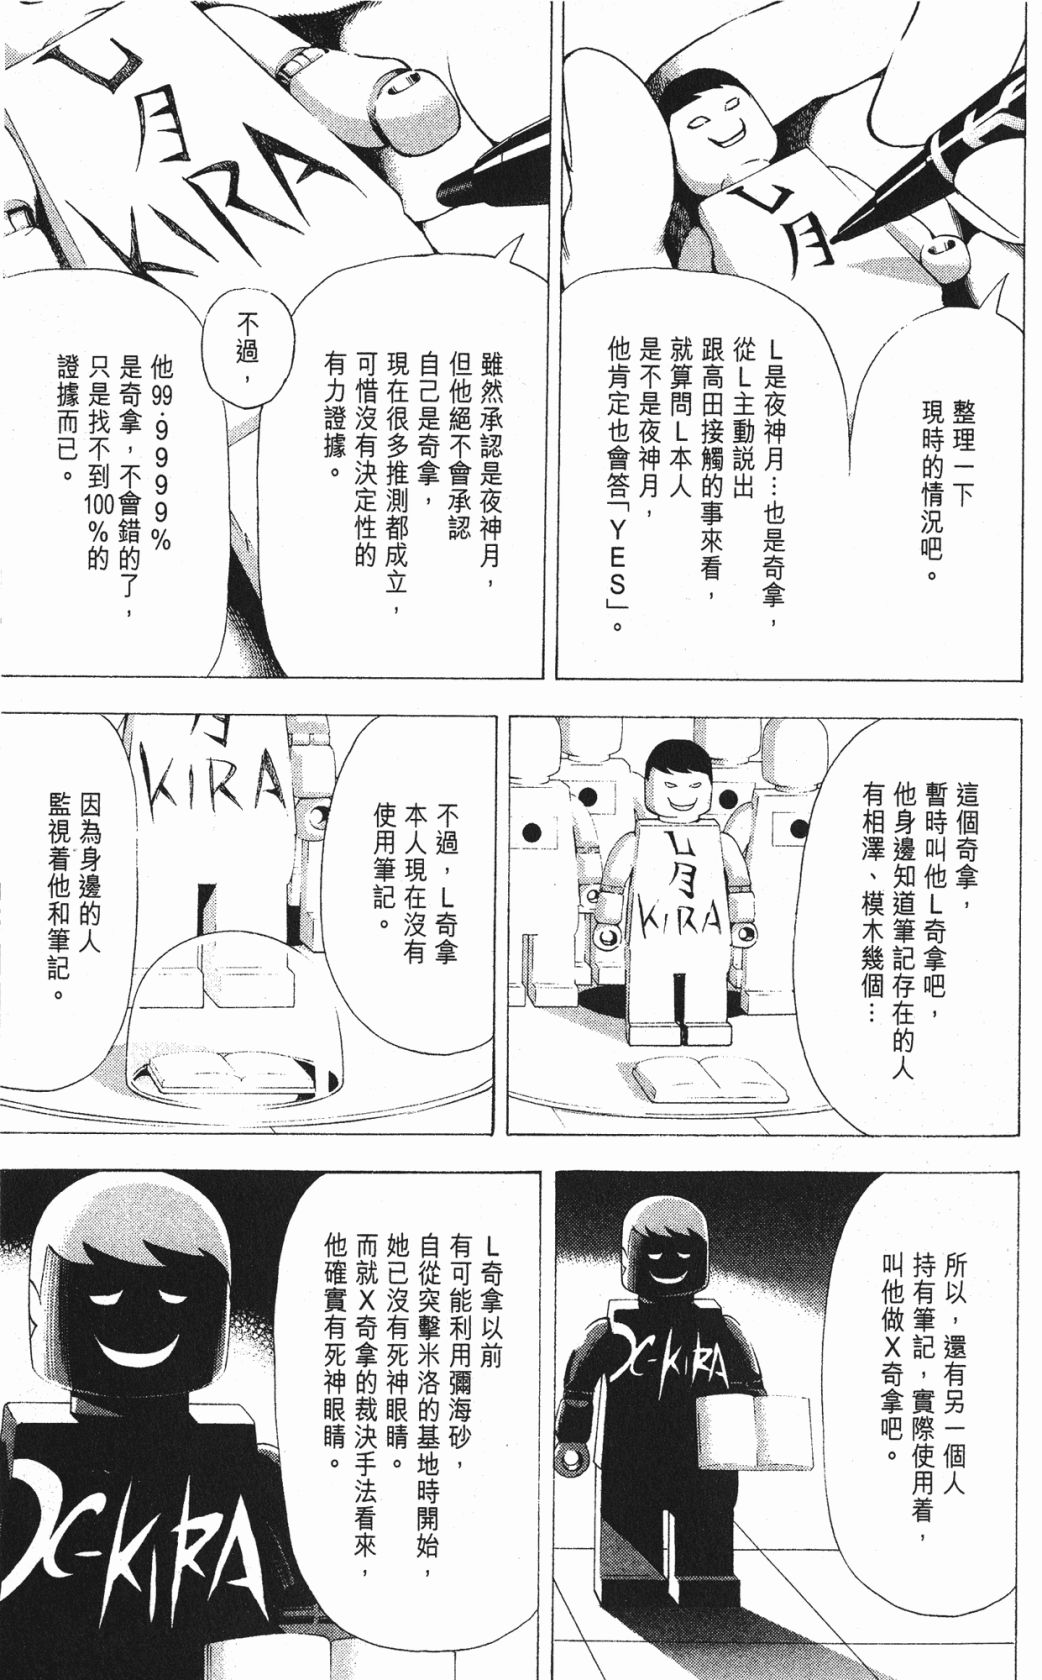 L月
整理一下
現時的情況吧。
L是夜神月…也是奇拿，
從L主動說出
跟高田接觸的事來看，
就算問L本人
是不是夜神月，
他肯定也會答「YES」。
L月
KIRA
雖然承認是夜神月，
但他絕不會承認
自己是奇拿，
現在很多推測都成立，
可惜沒有決定性的
有力證據。
不過，
他99.9999%
是奇拿，不會錯的了，
只是找不到100%的
證據而已。
這個奇拿，
暫時叫他L奇拿吧，
他身邊知道筆記存在的人
有相澤、模木幾個…
L月
KIRA
不過，L奇拿
本人現在沒有
使用筆記。
月
KIRA
因為身邊的人
監視着他和筆記。
所以，還有另一個人
持有筆記，實際使用着，
叫他做X奇拿吧。
X-KIRA
L奇拿以前
有可能利用彌海砂，
自從突擊米洛的基地時開始，
她已沒有死神眼睛。
而就X奇拿的裁決手法看來，
他確實有死神眼睛。
X-KIRA